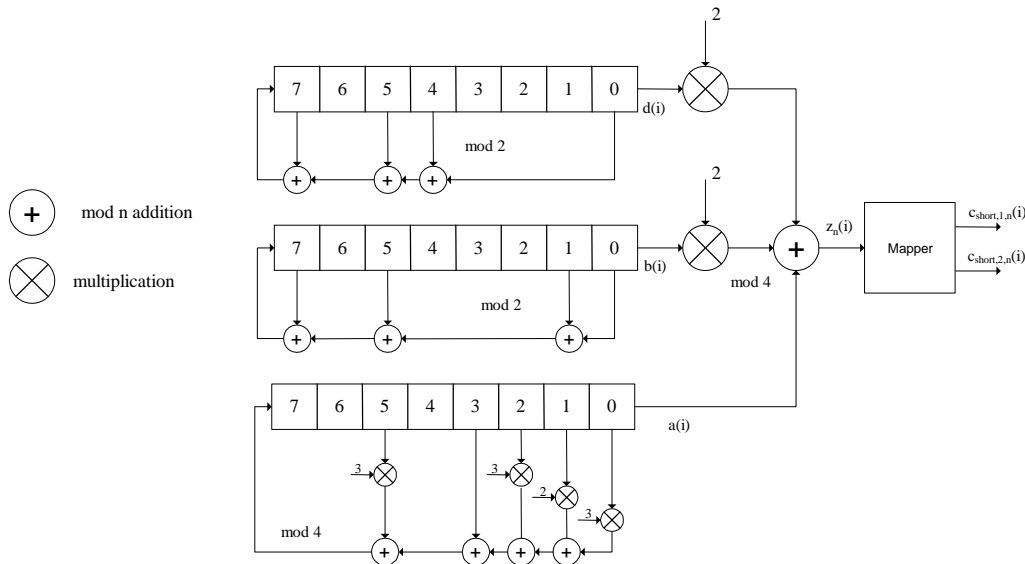 2
7 6 5 4 3 2 1 0
d(i)
mod 2
+ + +
+ mod n addition
multiplication
2
7 6 5 4 3 2 1 0
b(i)
mod 2
+ + +
+
mod 4
z_n(i)
Mapper
c_short,1,n(i)
c_short,2,n(i)
7 6 5 4 3 2 1 0
a(i)
3 3
2
3
mod 4
+ + + +